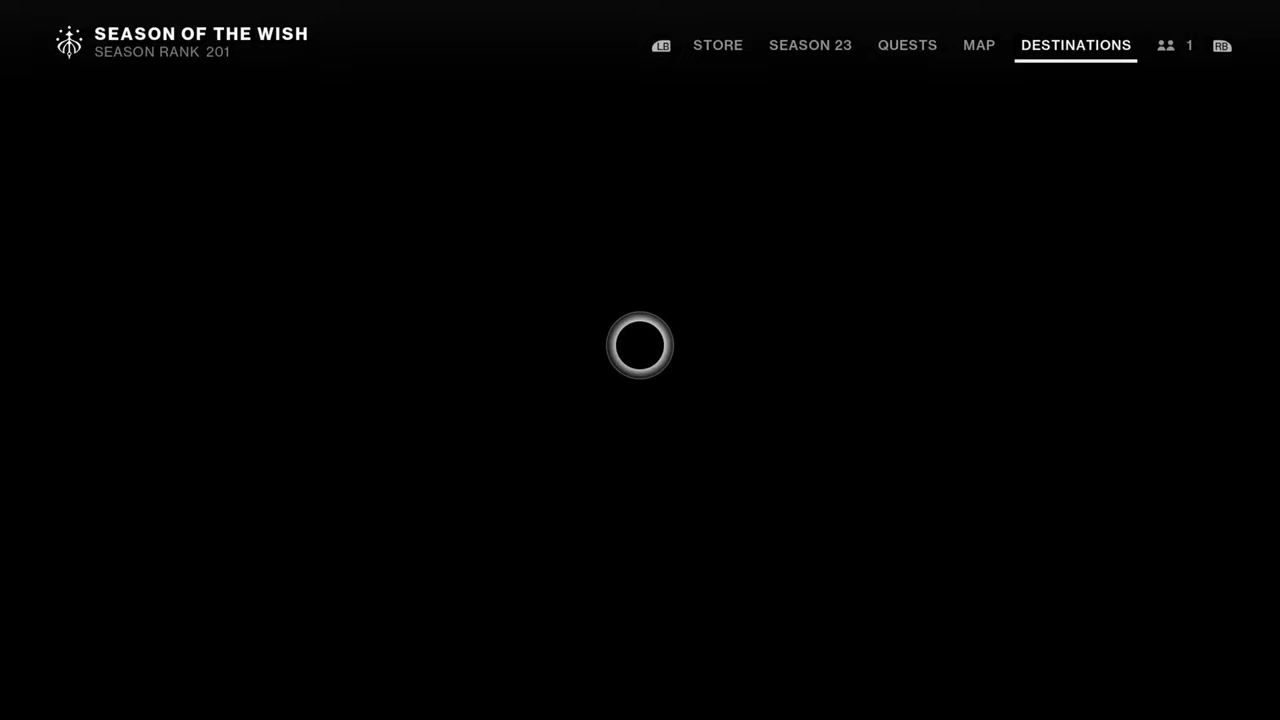 SEASON OF THE WISH
SEASON RANK 201
LB STORE SEASON 23 QUESTS MAP DESTINATIONS 1 RB